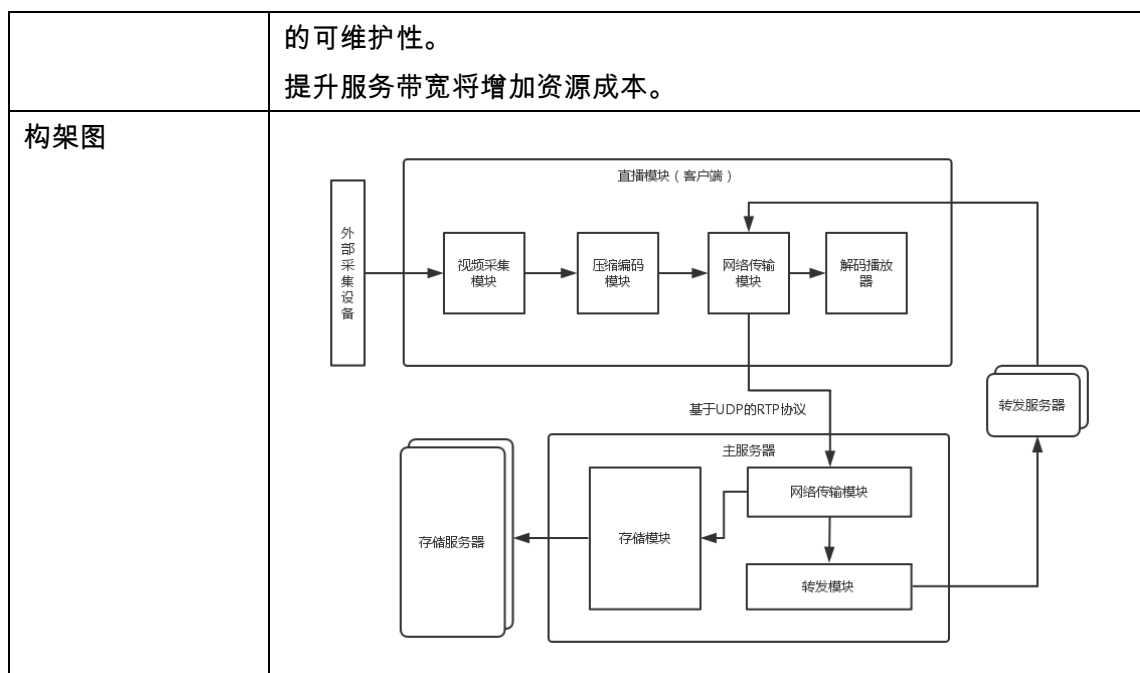 的可维护性。
提升服务带宽将增加资源成本。
构架图
直播模块（客户端）
外
部
采
集
设
备
视频采集
模块
压缩编码
模块
网络传输
模块
解码播放
器
转发服务器
基于UDP的RTP协议
主服务器
网络传输模块
存储服务器
存储模块
转发模块